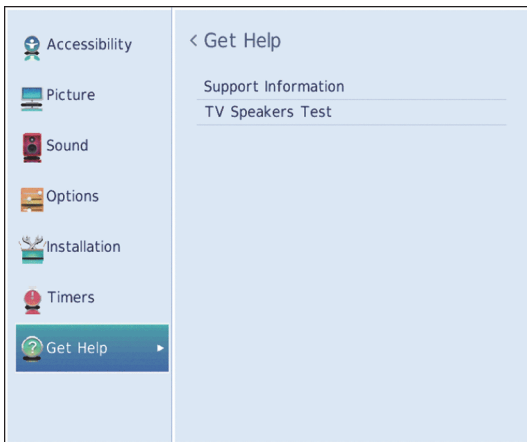 Accessibility
Picture
Sound
Options
Installation
Timers
Get Help
< Get Help
Support Information
TV Speakers Test